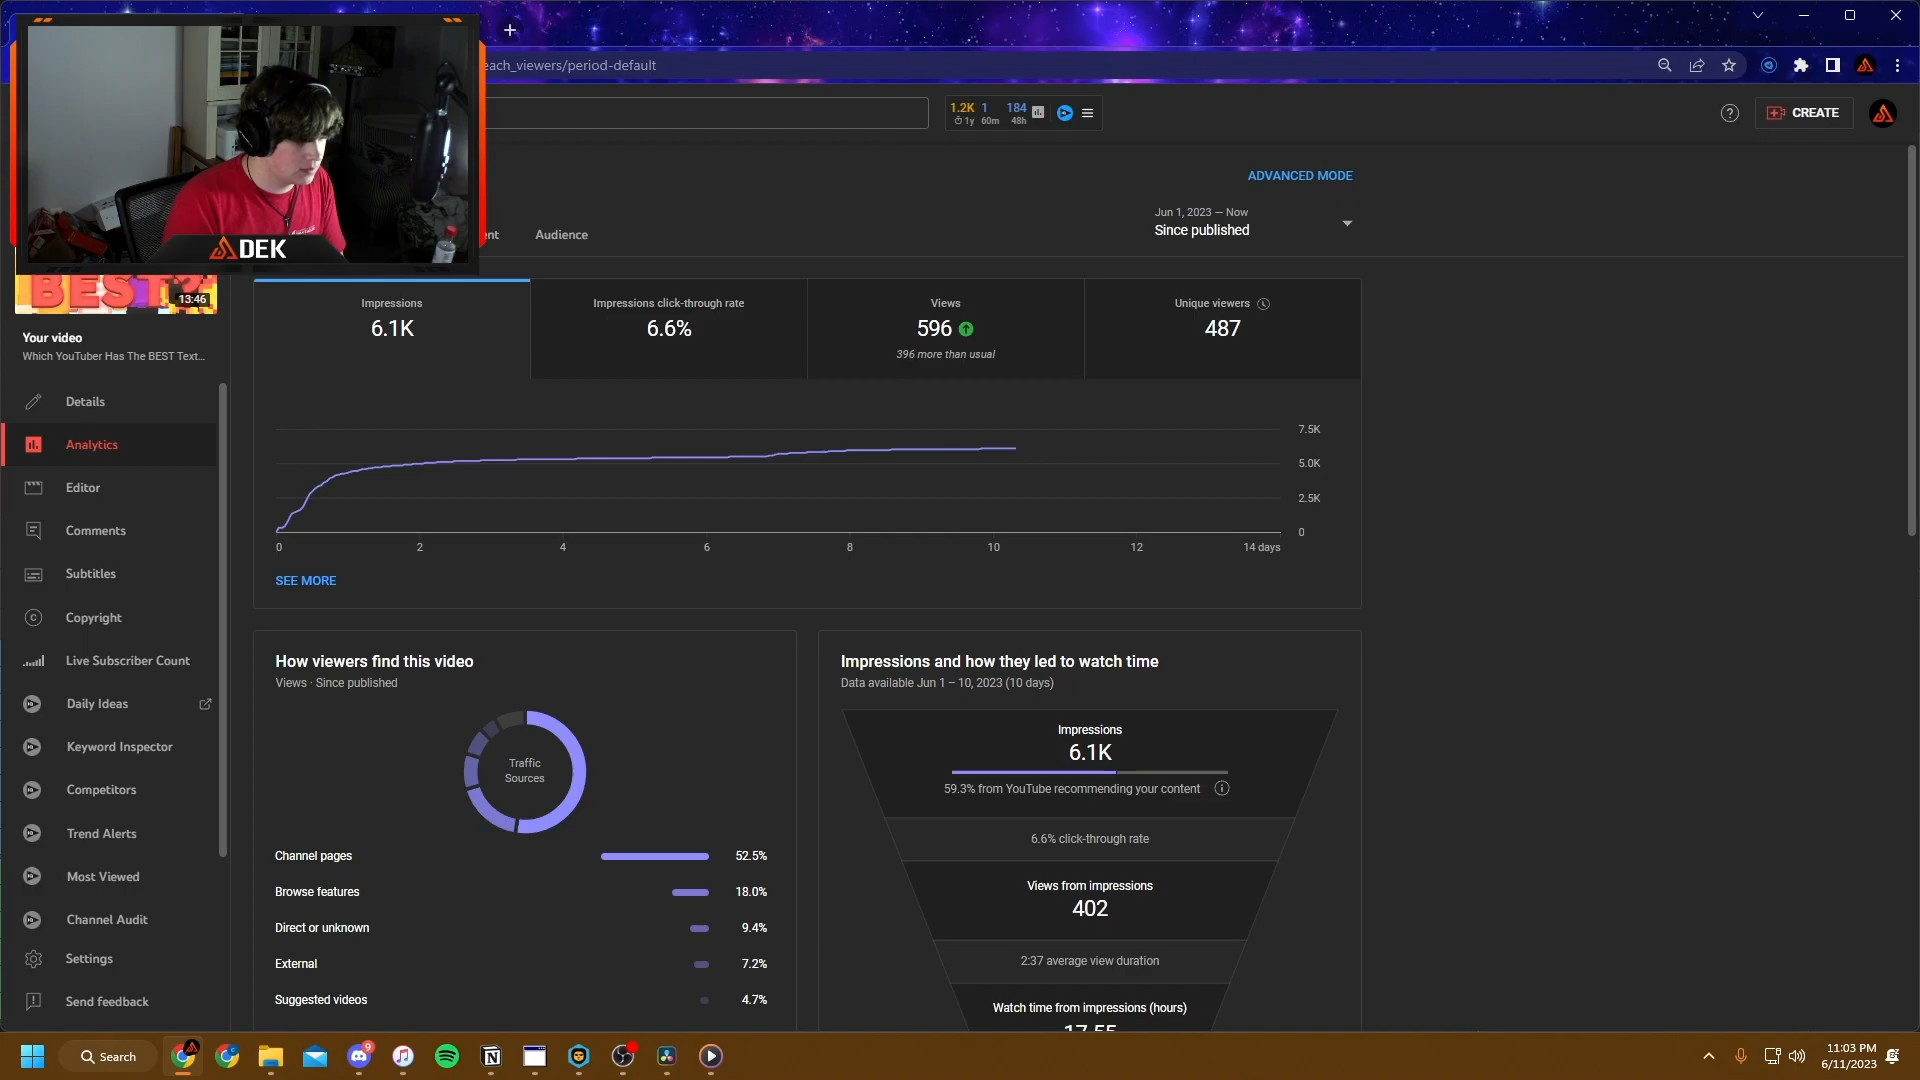 each_viewers/period-default
1.2K 1 184
1y 60m 48h
CREATE
ADVANCED MODE
Jun 1, 2023 – Now
Since published
ent
Audience
DEK
BEST?
13:46
Your video
Which YouTuber Has The BEST Text...
Details
Analytics
Editor
Comments
Subtitles
Copyright
Live Subscriber Count
Daily Ideas
Keyword Inspector
Competitors
Trend Alerts
Most Viewed
Channel Audit
Settings
Send feedback
Impressions
6.1K
Impressions click-through rate
6.6%
Views
596
396 more than usual
Unique viewers
487
7.5K
5.0K
2.5K
0
0 2 4 6 8 10 12 14 days
SEE MORE
How viewers find this video
Views · Since published
Traffic
Sources
Channel pages 52.5%
Browse features 18.0%
Direct or unknown 9.4%
External 7.2%
Suggested videos 4.7%
Impressions and how they led to watch time
Data available Jun 1 – 10, 2023 (10 days)
Impressions
6.1K
59.3% from YouTube recommending your content
6.6% click-through rate
Views from impressions
402
2:37 average view duration
Watch time from impressions (hours)
17.55
Search
9
11:03 PM
6/11/2023